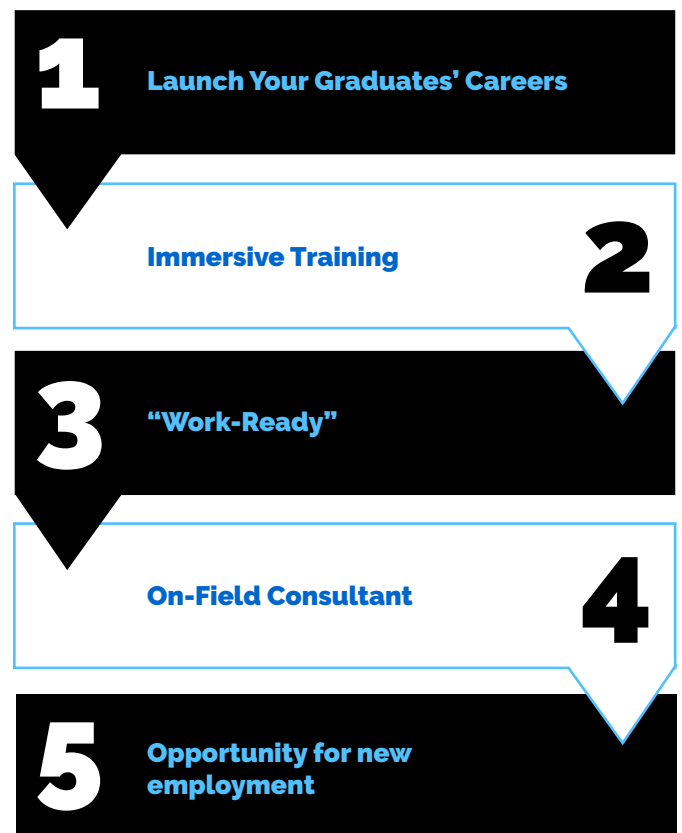 1
Launch Your Graduates’ Careers
Immersive Training
2
3
“Work-Ready”
On-Field Consultant
4
5
Opportunity for new
employment